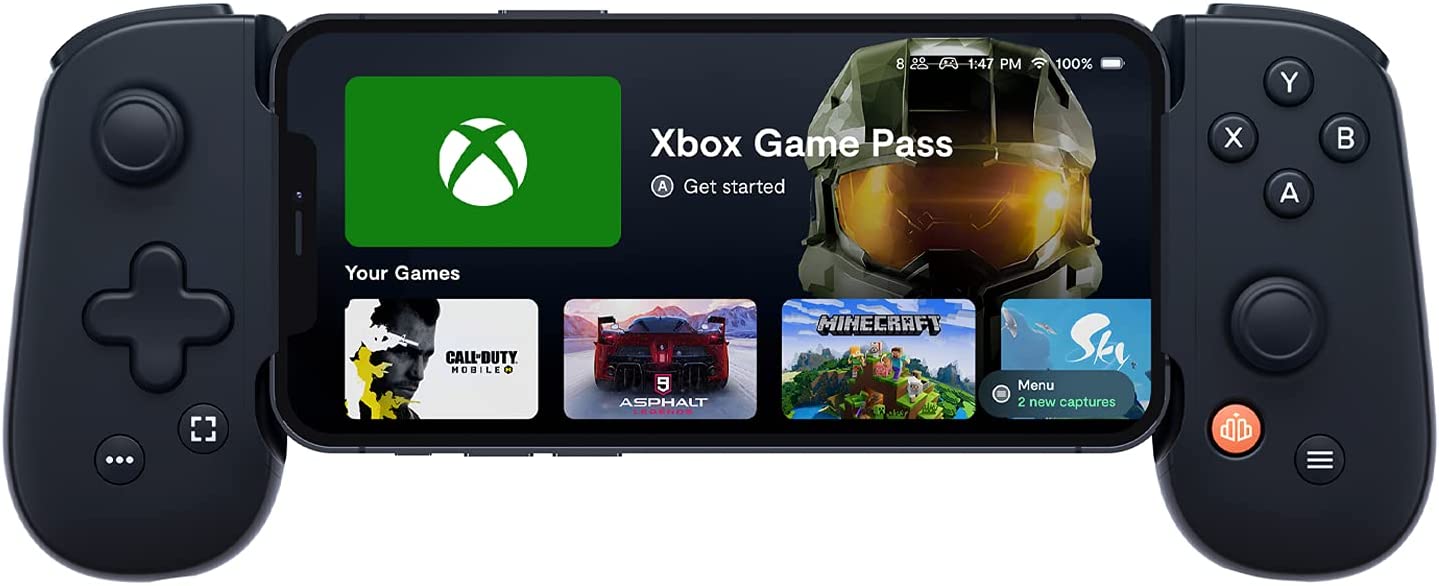 8 1:47 PM 100%
Xbox Game Pass
A Get started
Your Games
CALL OF DUTY
MOBILE
9
ASPHALT
LEGENDS
MINECRAFT
Sky
Menu
2 new captures
Y
X
B
A